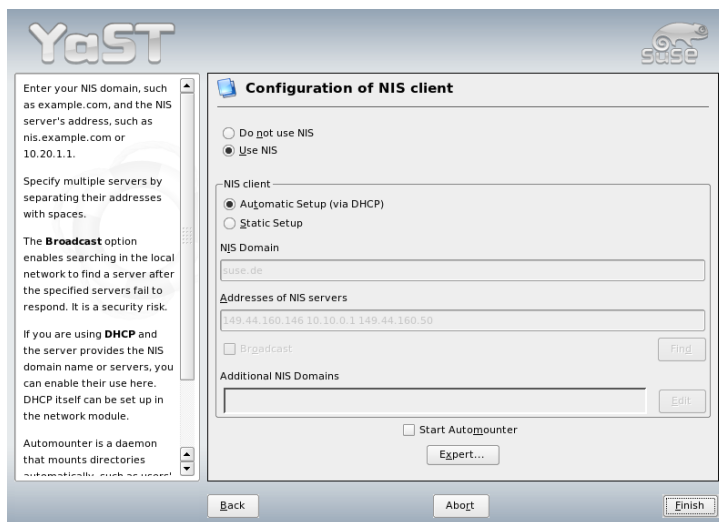 YaST
SUSE
Enter your NIS domain, such
as example.com, and the NIS
server's address, such as
nis.example.com or
10.20.1.1.
Specify multiple servers by
separating their addresses
with spaces.
The Broadcast option
enables searching in the local
network to find a server after
the specified servers fail to
respond. It is a security risk.
If you are using DHCP and
the server provides the NIS
domain name or servers, you
can enable their use here.
DHCP itself can be set up in
the network module.
Automounter is a daemon
that mounts directories
automatically, such as users'
Configuration of NIS client
Do not use NIS
Use NIS
NIS client
Automatic Setup (via DHCP)
Static Setup
NIS Domain
suse.de
Addresses of NIS servers
149.44.160.146 10.10.0.1 149.44.160.50
Broadcast
Find
Additional NIS Domains
Edit
Start Automounter
Expert...
Back
Abort
Finish